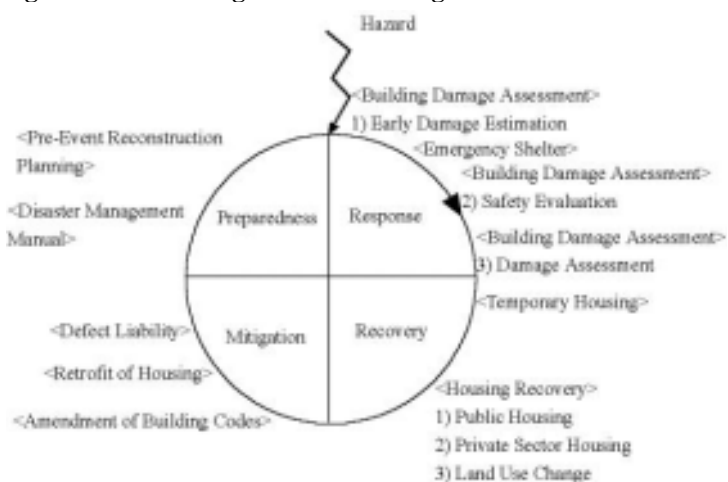 Hazard
<Building Damage Assessment>
1) Early Damage Estimation
<Emergency Shelter>
<Building Damage Assessment>
2) Safety Evaluation
<Building Damage Assessment>
3) Damage Assessment
<Temporary Housing>
<Housing Recovery>
1) Public Housing
2) Private Sector Housing
3) Land Use Change
<Pre-Event Reconstruction
Planning>
<Disaster Management
Manual>
Preparedness
Response
Mitigation
Recovery
<Defect Liability>
<Retrofit of Housing>
<Amendment of Building Codes>